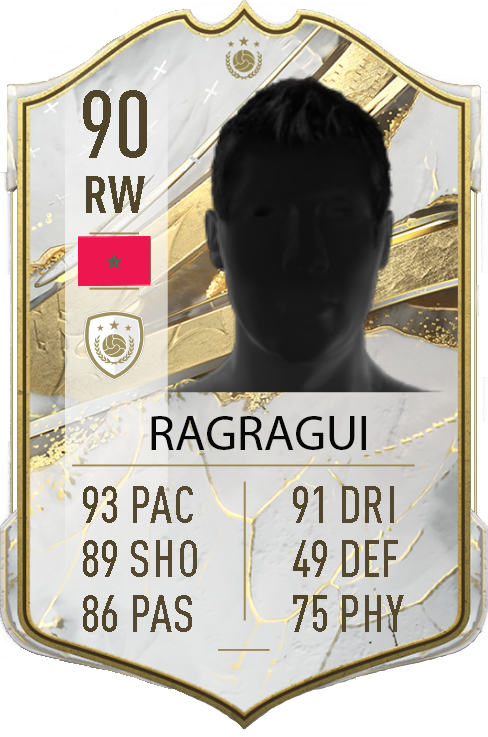 90
RW
RAGRAGUI
93 PAC
89 SHO
86 PAS
91 DRI
49 DEF
75 PHY